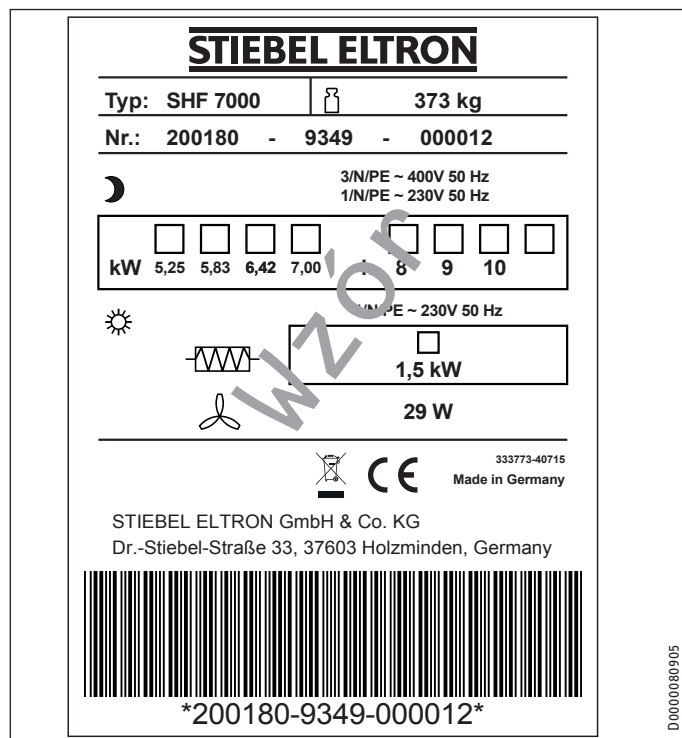 STIEBEL ELTRON
Typ: SHF 7000 373 kg
Nr.: 200180 - 9349 - 000012
3/N/PE ~ 400V 50 Hz
1/N/PE ~ 230V 50 Hz
kW 5,25 5,83 6,42 7,00 8 9 10
/N/PE ~ 230V 50 Hz
1,5 kW
29 W
Wzór
CE
333773-40715
Made in Germany
STIEBEL ELTRON GmbH & Co. KG
Dr.-Stiebel-Straße 33, 37603 Holzminden, Germany
*200180-9349-000012*
D0000080905